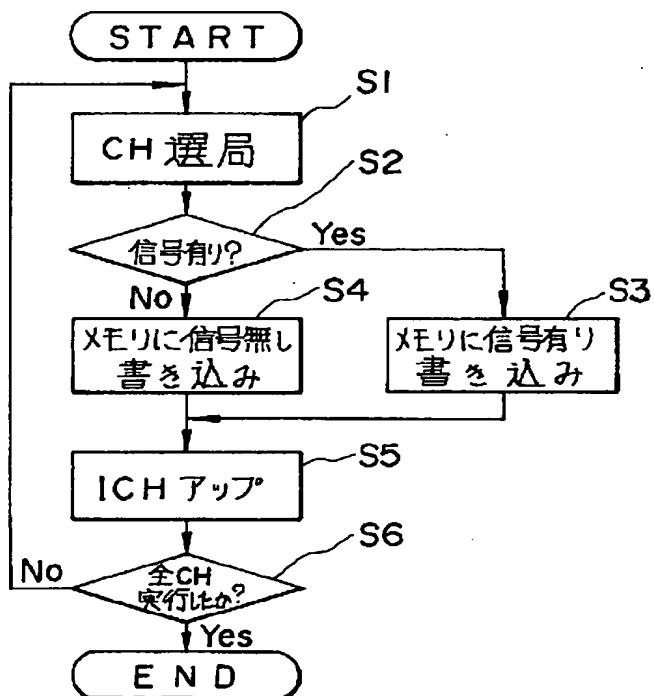 START
S1
CH 選局
S2
信号有り?
Yes
No
S4
メモリに信号無し
書き込み
S3
メモリに信号有り
書き込み
S5
1CH アップ
S6
全CH
実行したか?
No
Yes
END